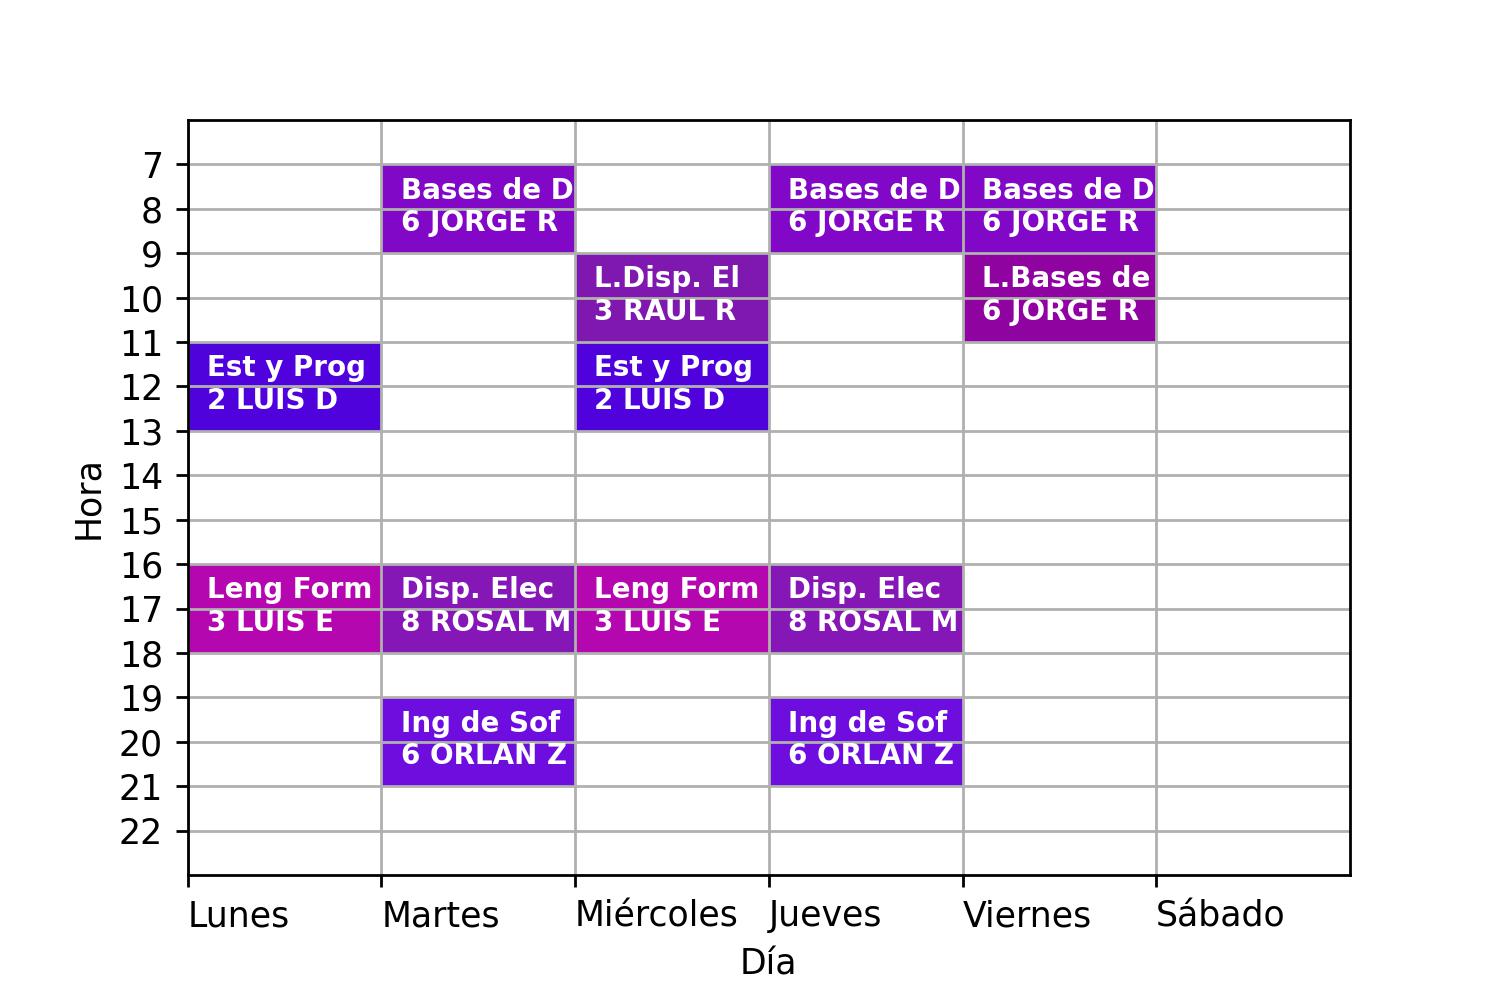 7
Bases de D
Bases de D
Bases de D
8
6 JORGE R
6 JORGE R
6 JORGE R
9
L.Disp. El
L.Bases de
10
3 RAUL R
6 JORGE R
11
Est y Prog
Est y Prog
12
2 LUIS D
2 LUIS D
13
14
15
16
Leng Form
Disp. Elec
Leng Form
Disp. Elec
17
3 LUIS E
8 ROSAL M
3 LUIS E
8 ROSAL M
18
19
Ing de Sof
Ing de Sof
20
6 ORLAN Z
6 ORLAN Z
21
22
Hora
Lunes
Martes
Miércoles
Jueves
Viernes
Sábado
Día